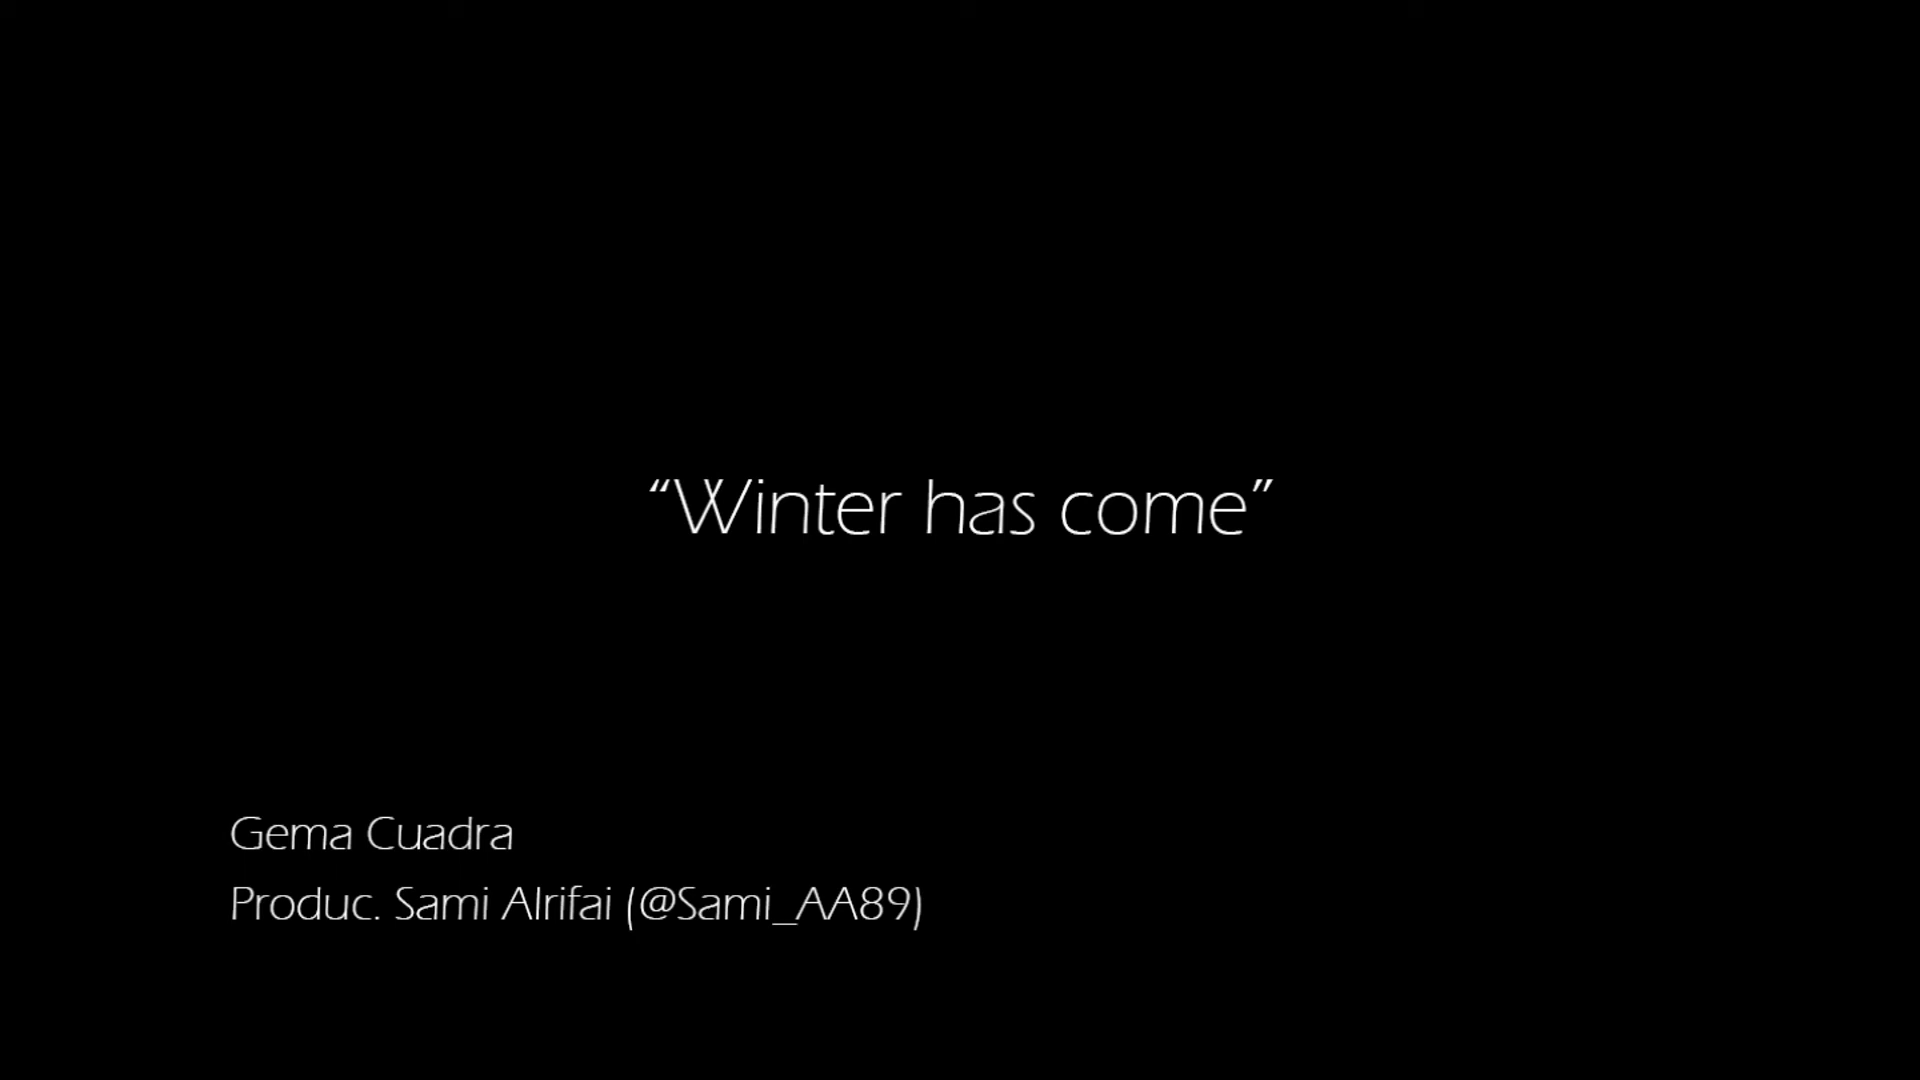 “Winter has come”
Gema Cuadra
Produc. Sami Alrifai (@Sami_AA89)